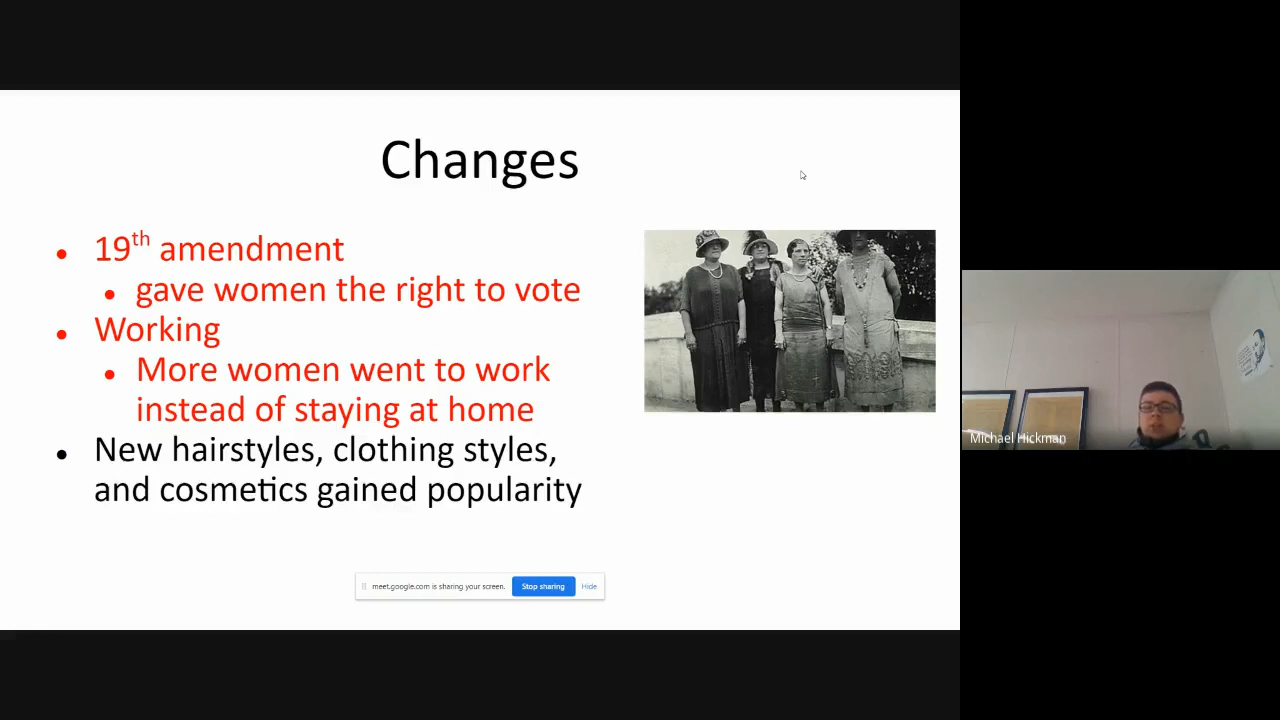 Changes
19th amendment
gave women the right to vote
Working
More women went to work
instead of staying at home
New hairstyles, clothing styles,
and cosmetics gained popularity
meet.google.com is sharing your screen. Stop sharing Hide
Michael Hickman